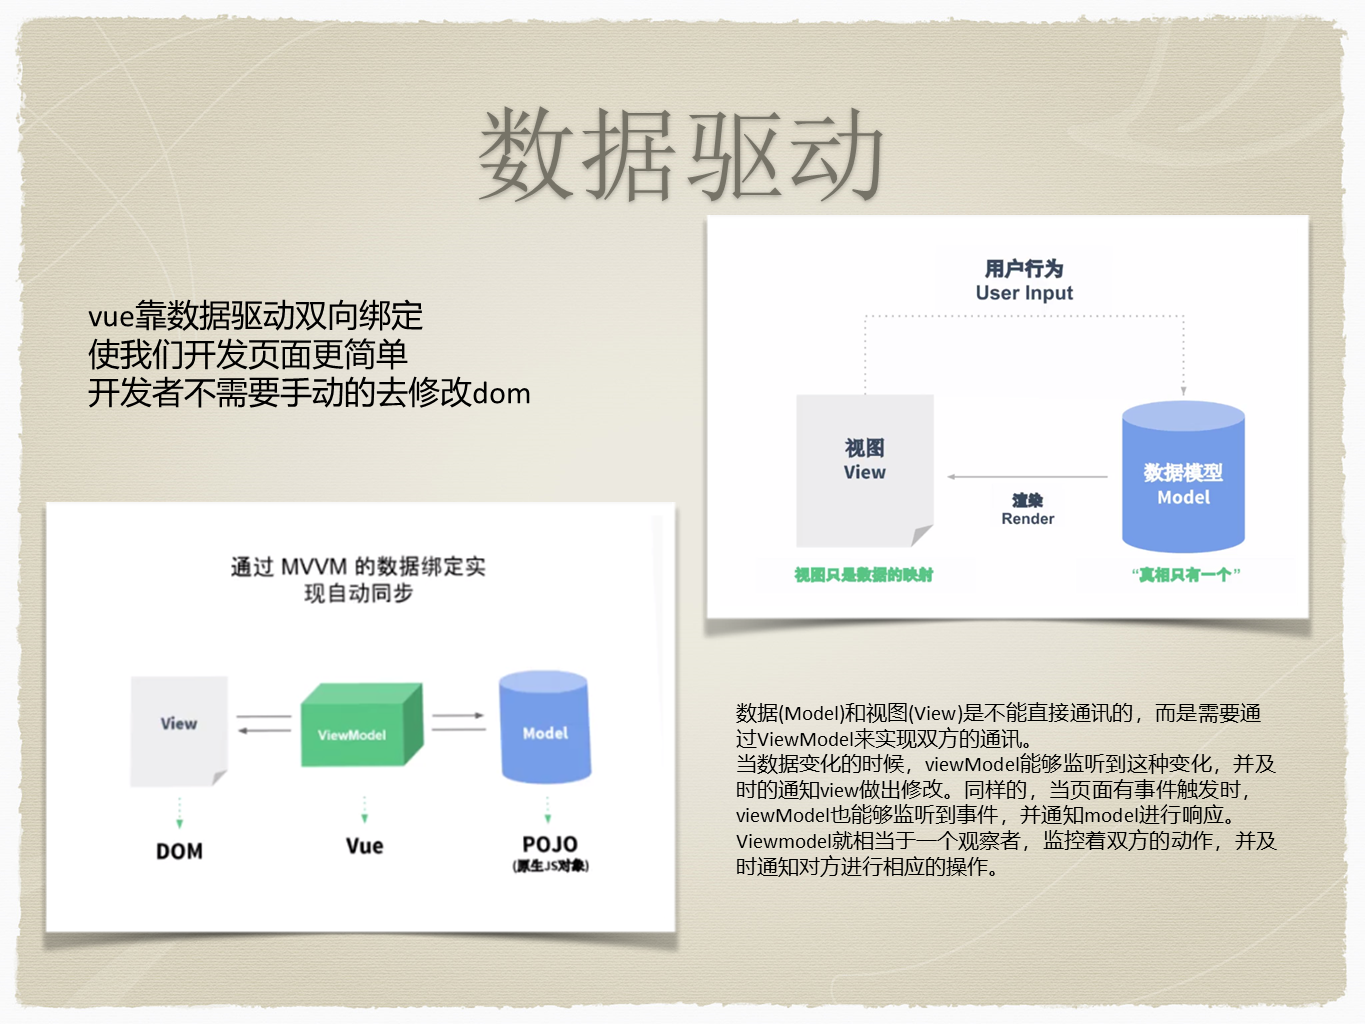 数据驱动
vue靠数据驱动双向绑定
使我们开发页面更简单
开发者不需要手动的去修改dom
用户行为
User Input
视图
View
渲染
Render
数据模型
Model
视图只是数据的映射
“真相只有一个”
通过 MVVM 的数据绑定实
现自动同步
View
ViewModel
Model
DOM
Vue
POJO
(原生JS对象)
数据(Model)和视图(View)是不能直接通讯的，而是需要通
过ViewModel来实现双方的通讯。
当数据变化的时候，viewModel能够监听到这种变化，并及
时的通知view做出修改。同样的，当页面有事件触发时，
viewModel也能够监听到事件，并通知model进行响应。
Viewmodel就相当于一个观察者，监控着双方的动作，并及
时通知对方进行相应的操作。